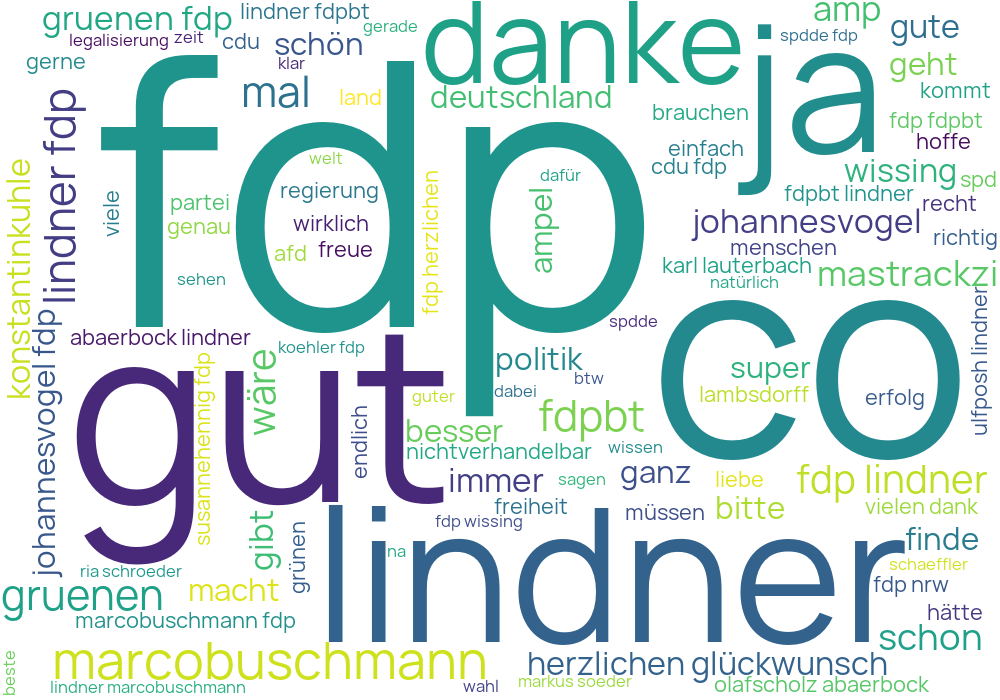 gruenen fdp
lindner fdpbt
gerade
legalisierung
zeit
cdu
schön
gerne
klar
danke
ja
amp
spdde fdp
gute
mal
land
deutschland
geht
kommt
brauchen
fdp fdpbt
hoffe
einfach
cdu fdp
wissing
spd
fdp
lindner fdp
konstantinkuhle
viele
partei
genau
welt
regierung
wirklich
afd
freue
fdp herzlichen
dafür
ampel
fdpbt lindner
recht
johannesvogel
menschen
richtig
karl lauterbach
natürlich
mastrackzi
sehen
spdde
abaerbock lindner
koehler fdp
co
gut
johannesvogel fdp
susannehennig fdp
wäre
politik
btw
dabei
super
lambsdorff
erfolg
ulfposh lindner
guter
fdpbt
besser
endlich
nichtverhandelbar
wissen
immer
sagen
ganz
liebe
fdp lindner
freiheit
müssen
bitte
vielen dank
lindner
gibt
grünen
fdp wissing
na
finde
schaeffler
ria schroeder
macht
fdp nrw
gruenen
marcobuschmann fdp
hätte
schon
marcobuschmann
herzlichen glückwunsch
beste
lindner marcobuschmann
wahl
markus soeder
olafscholz abaerbock